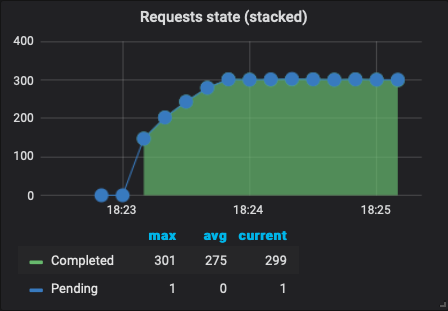 Requests state (stacked)
400
300
200
100
0
18:23 18:24 18:25
max avg current
Completed 301 275 299
Pending 1 0 1